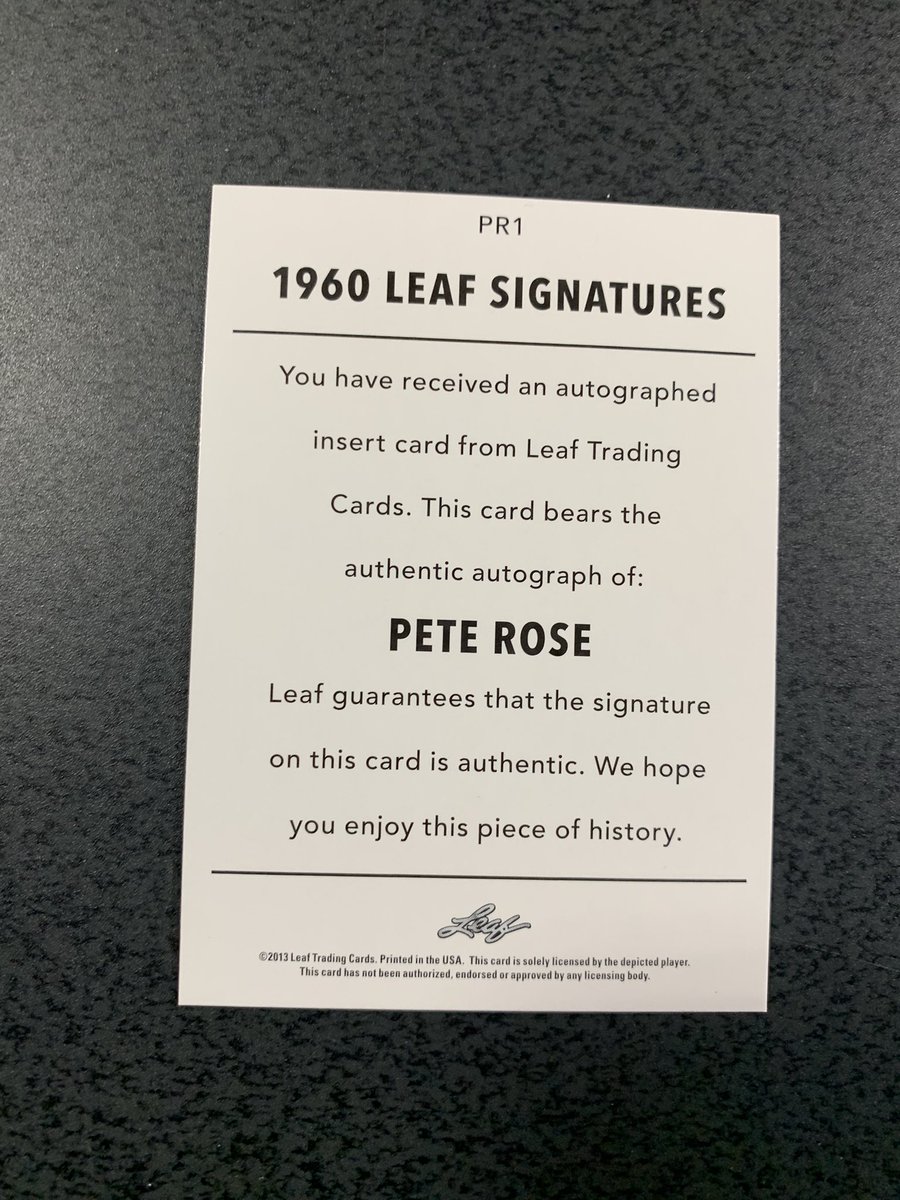 PR1
1960 LEAF SIGNATURES
You have received an autographed
insert card from Leaf Trading
Cards. This card bears the
authentic autograph of:
PETE ROSE
Leaf guarantees that the signature
on this card is authentic. We hope
you enjoy this piece of history.
Leaf
©2013 Leaf Trading Cards. Printed in the USA. This card is solely licensed by the depicted player.
This card has not been authorized, endorsed or approved by any licensing body.